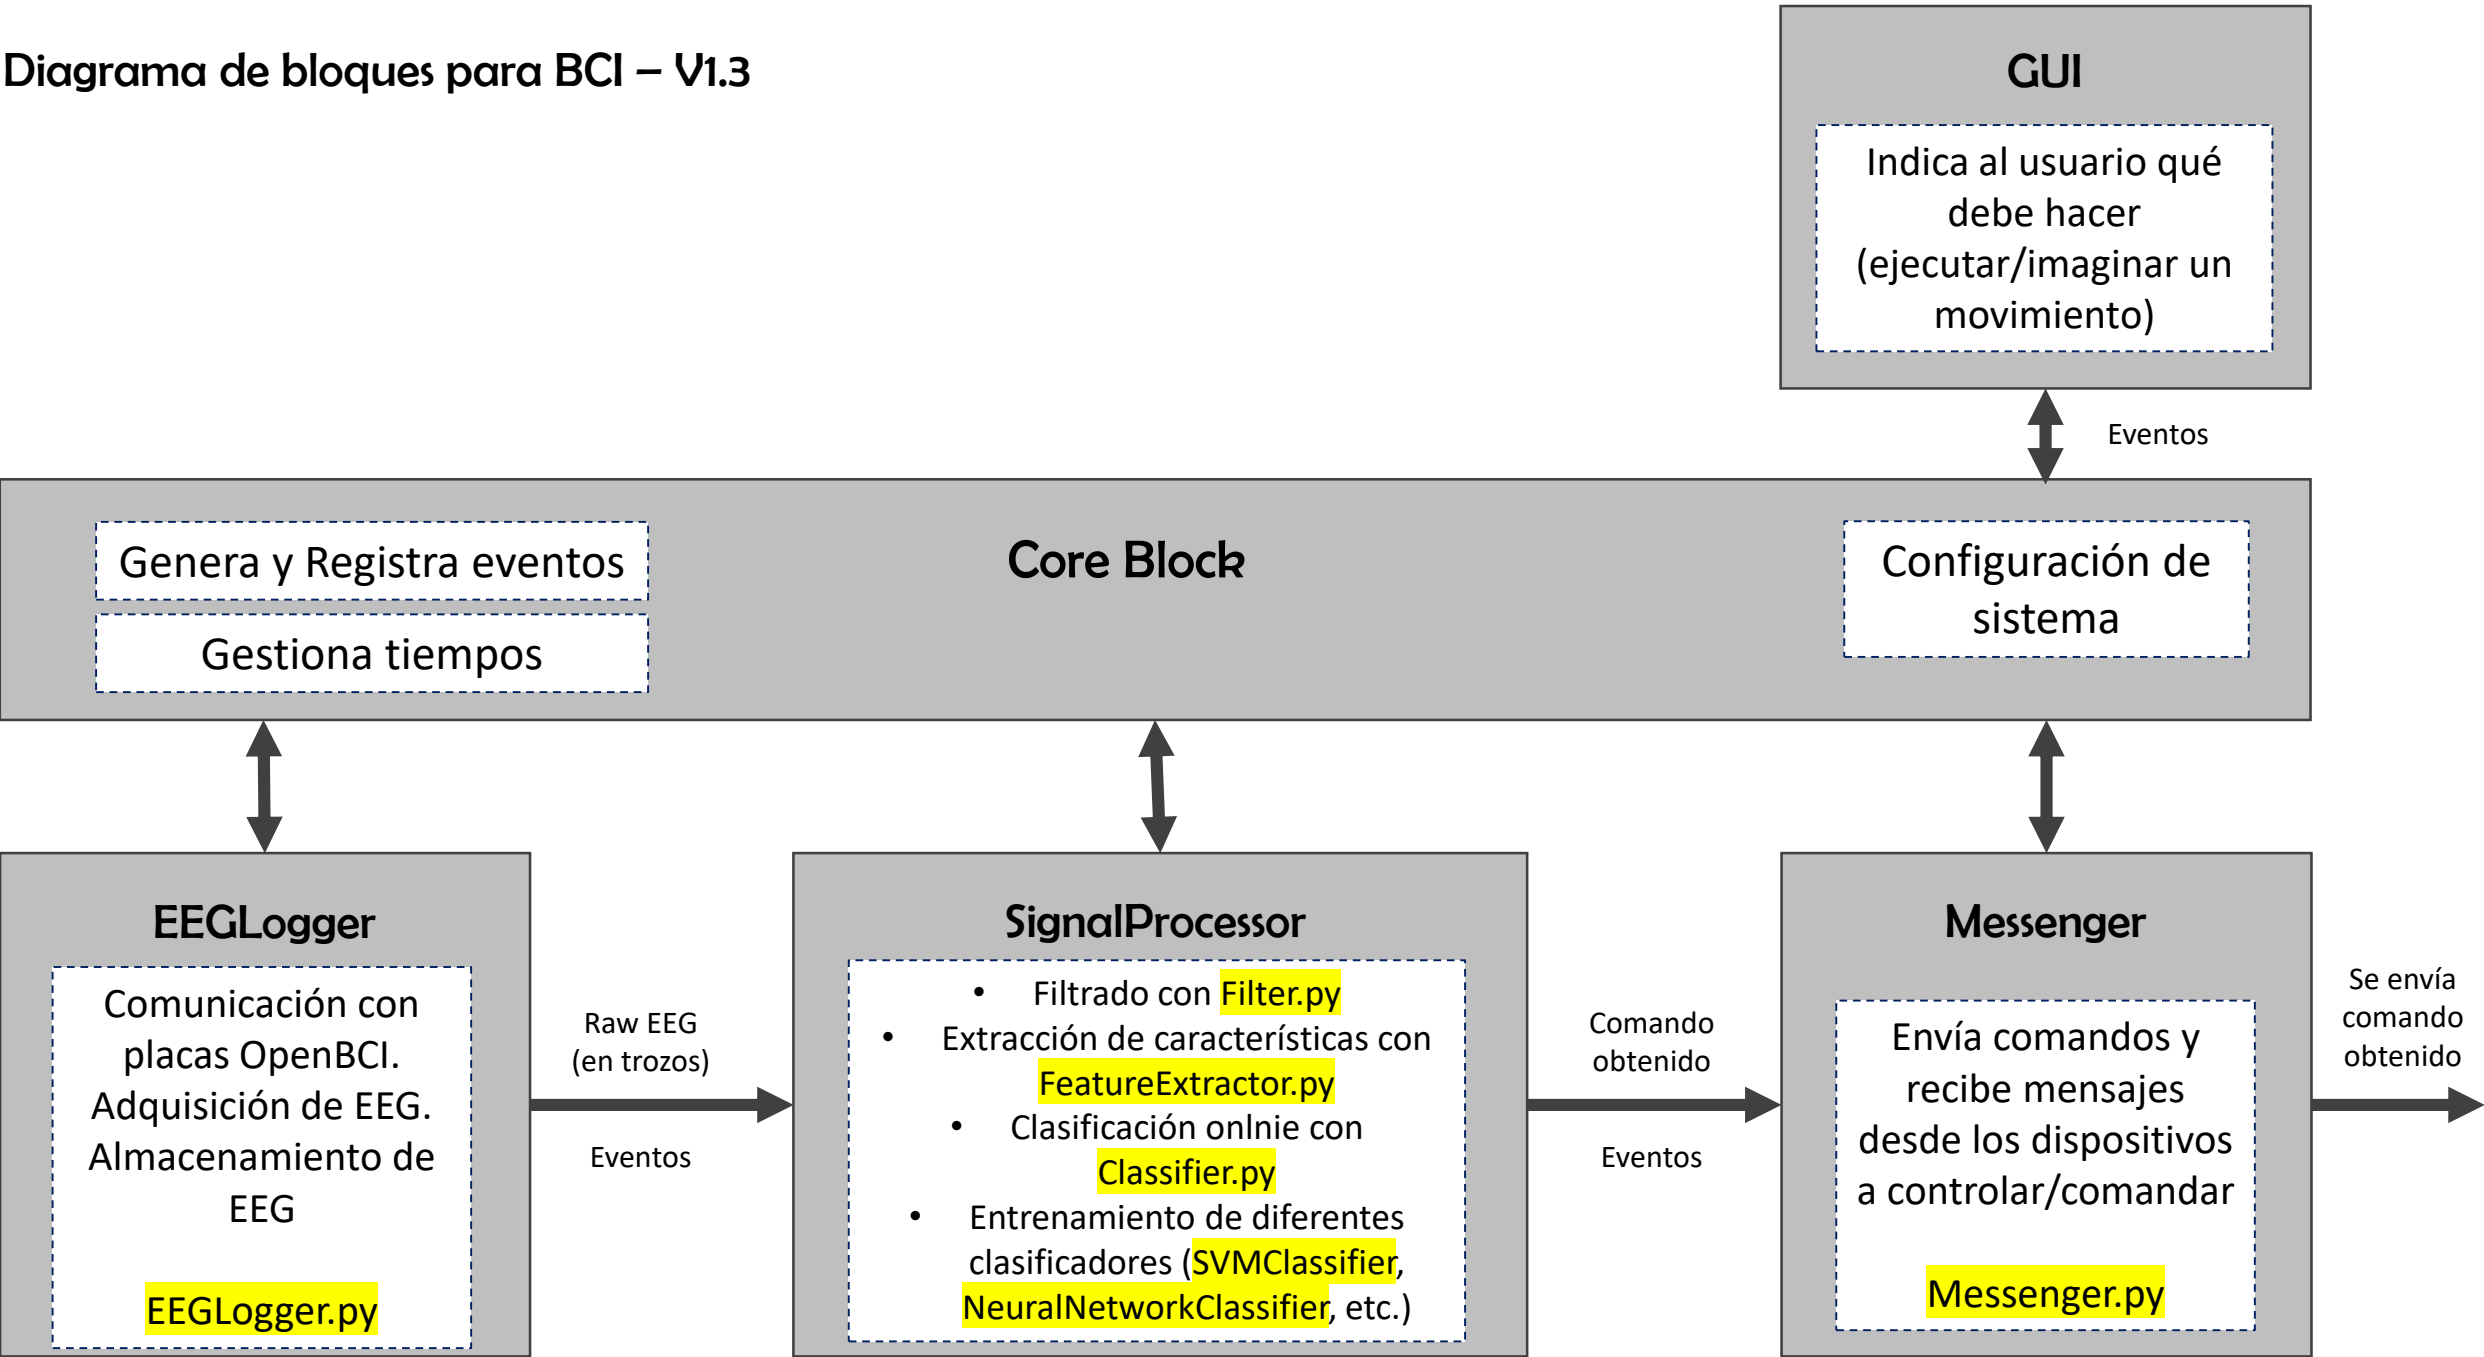 Diagrama de bloques para BCI – V1.3
GUI
Indica al usuario qué
debe hacer
(ejecutar/imaginar un
movimiento)
Eventos
Genera y Registra eventos
Gestiona tiempos
Core Block
Configuración de
sistema
EEGLogger
Comunicación con
placas OpenBCI.
Adquisición de EEG.
Almacenamiento de
EEG
EEGLogger.py
Raw EEG
(en trozos)
Eventos
SignalProcessor
• Filtrado con Filter.py
• Extracción de características con
FeatureExtractor.py
• Clasificación onlnie con
Classifier.py
• Entrenamiento de diferentes
clasificadores (SVMClassifier,
NeuralNetworkClassifier, etc.)
Comando
obtenido
Eventos
Messenger
Envía comandos y
recibe mensajes
desde los dispositivos
a controlar/comandar
Messenger.py
Se envía
comando
obtenido